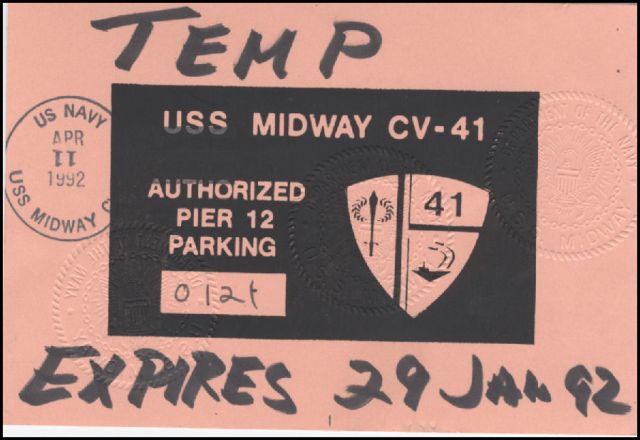 TEMP
US NAVY
APR
11
1992
USS MIDWAY
USS MIDWAY CV-41
AUTHORIZED
PIER 12
PARKING
012t
41
EXPIRES 29 JAN 92